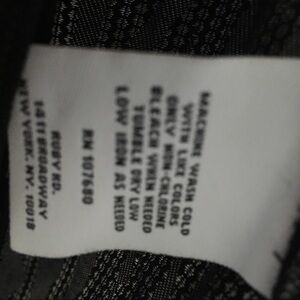 MACHINE WASH COLD
WITH LIKE COLORS
ONLY NON-CHLORINE
BLEACH WHEN NEEDED
TUMBLE DRY LOW
LOW IRON AS NEEDED
RN 107680
RUBY RD.
1411 BROADWAY
NEW YORK, NY. 10018